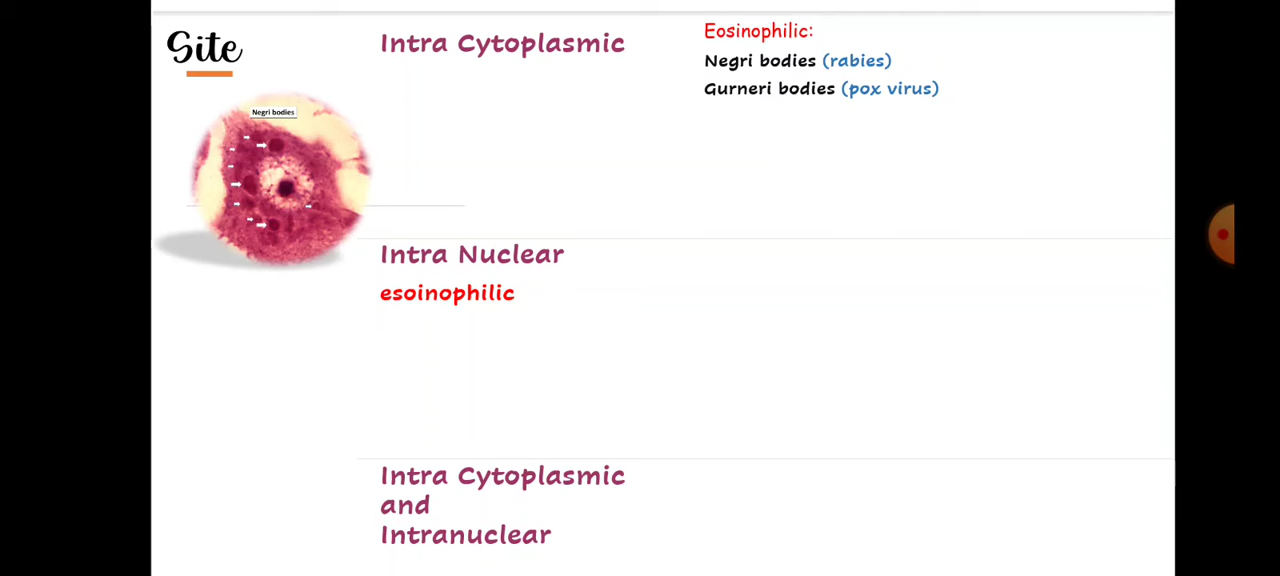 Site
Intra Cytoplasmic
Eosinophilic:
Negri bodies (rabies)
Gurneri bodies (pox virus)
Negri bodies
Intra Nuclear
esoinophilic
Intra Cytoplasmic
and
Intranuclear